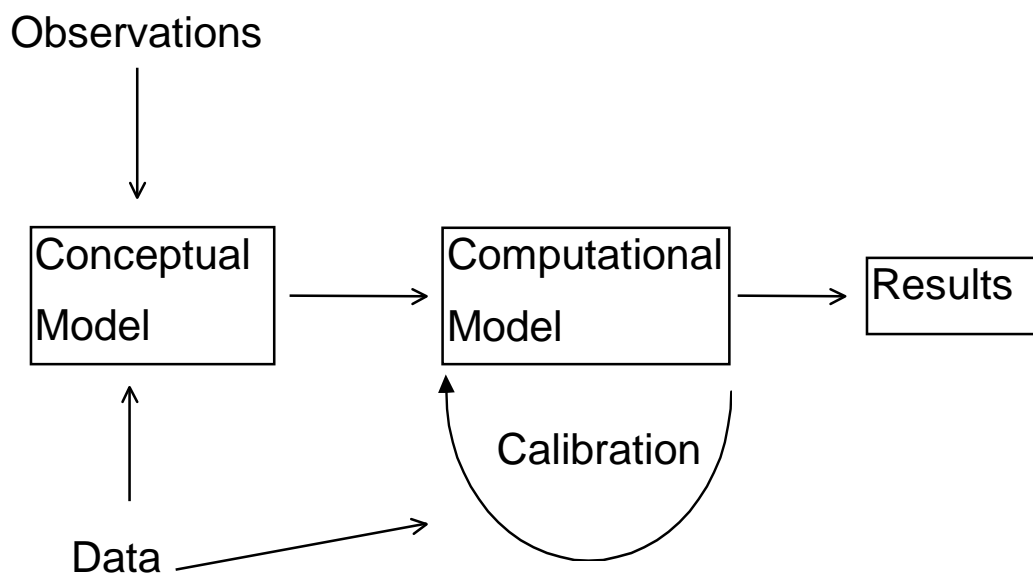 Observations
Conceptual
Model
Computational
Model
Results
Calibration
Data